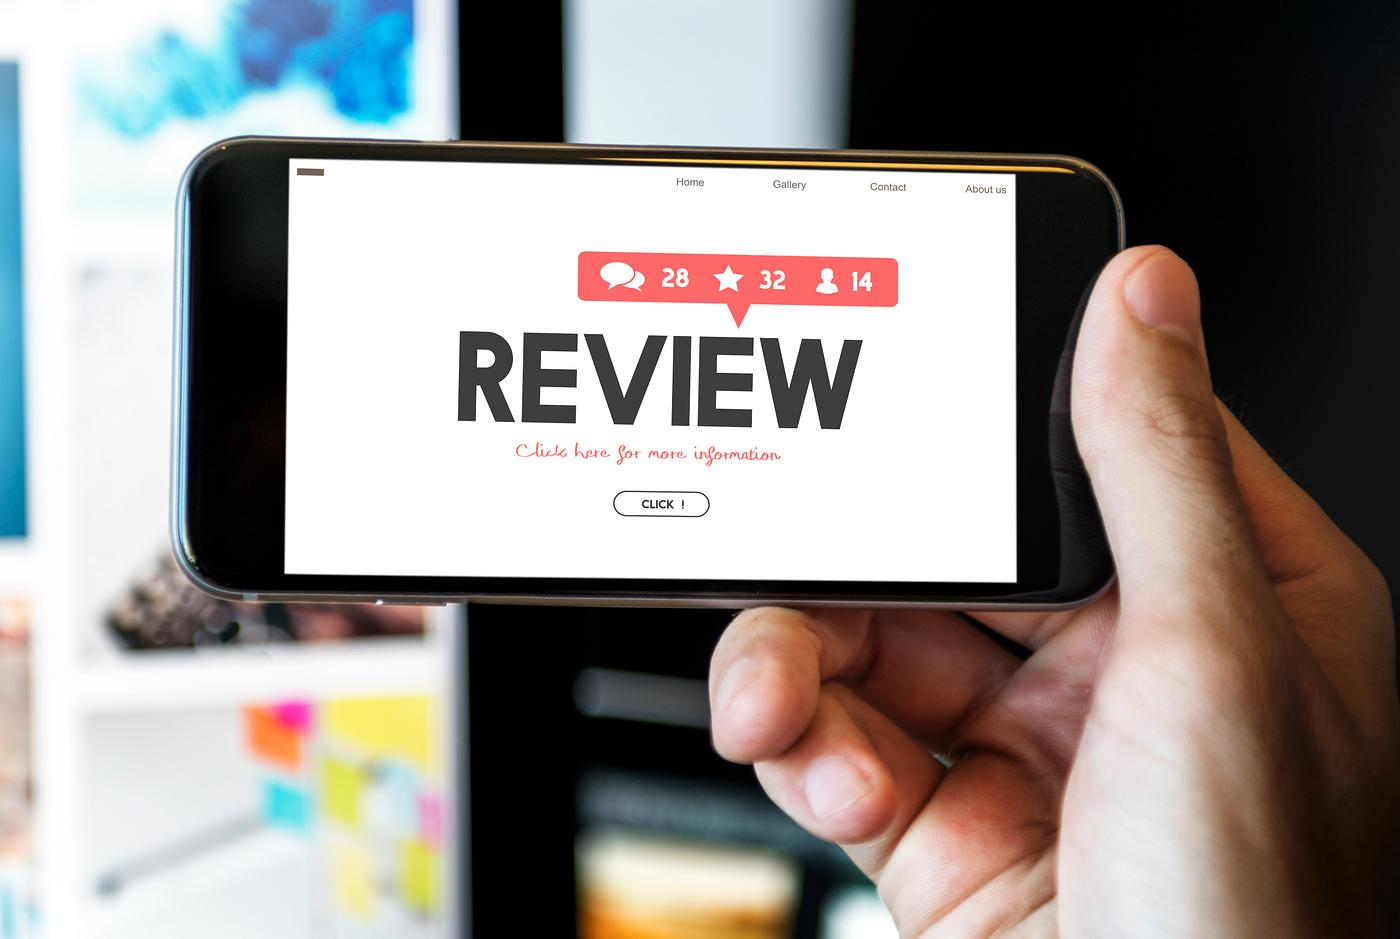 Home Gallery Contact About us
28 32 14
REVIEW
Click here for more information
CLICK !